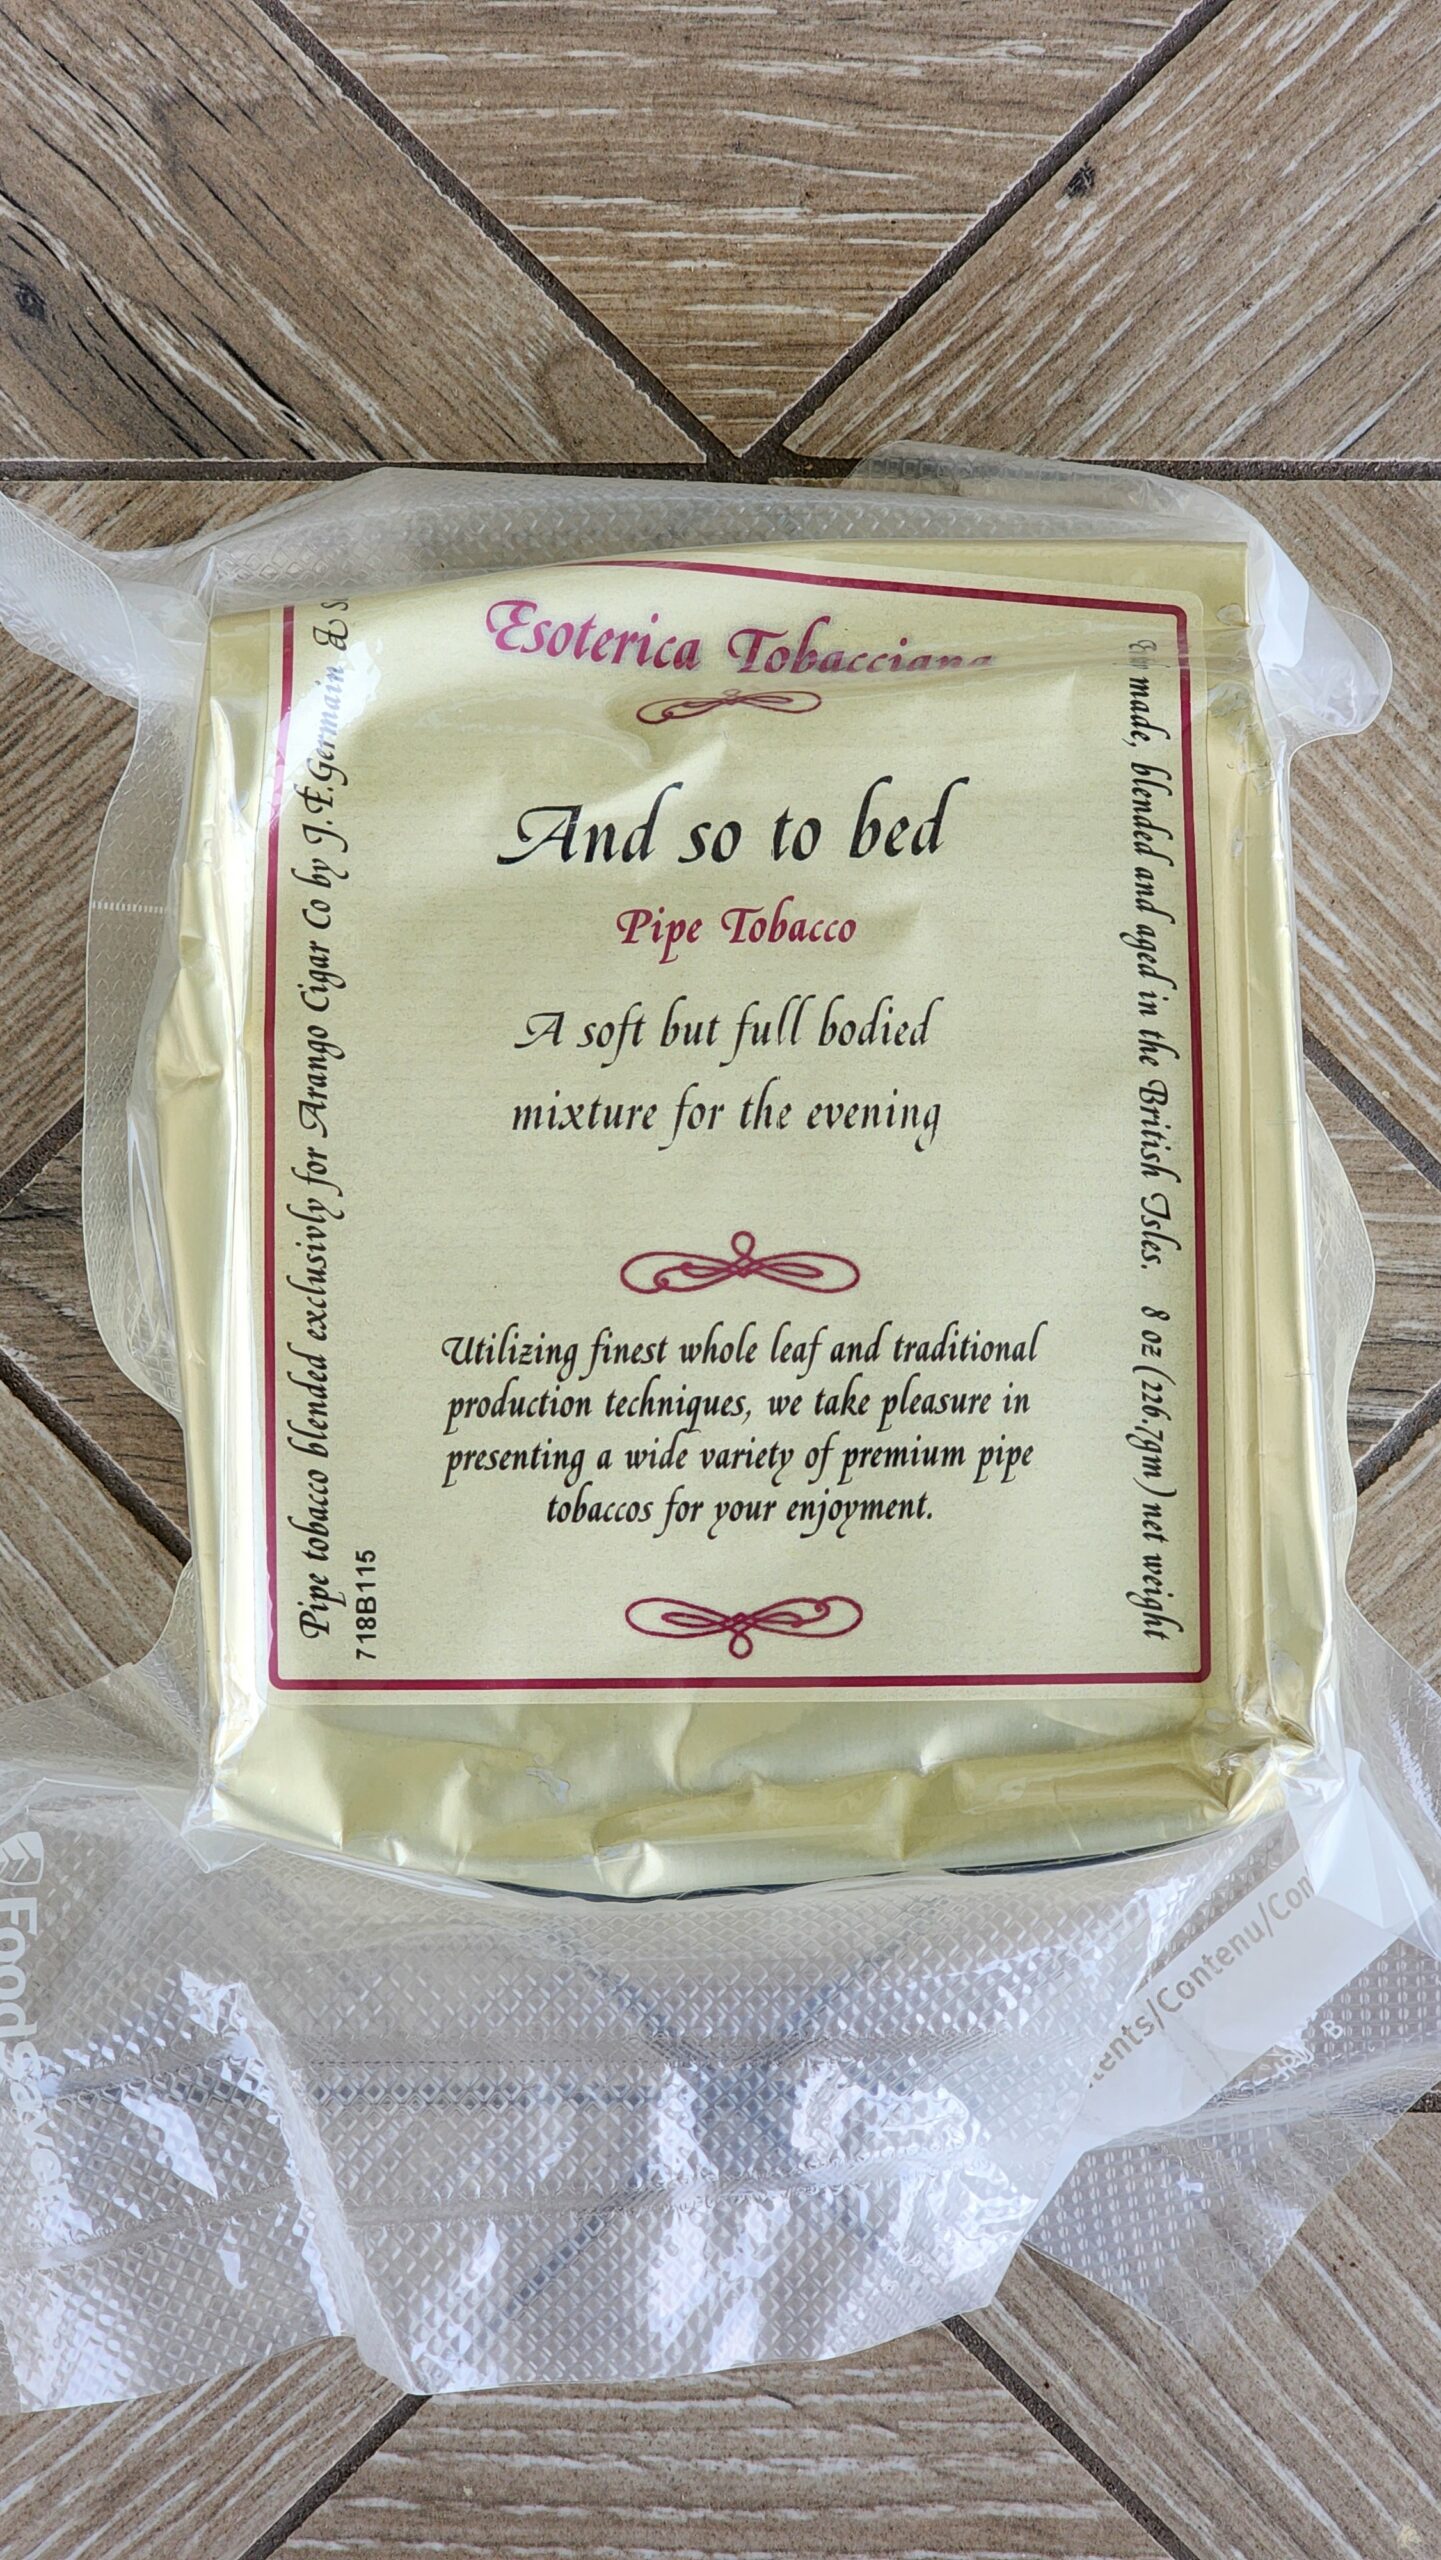 Esoterica Tobacciana
And so to bed
Pipe Tobacco
A soft but full bodied
mixture for the evening
Utilizing finest whole leaf and traditional
production techniques, we take pleasure in
presenting a wide variety of premium pipe
tobaccos for your enjoyment.
Pipe tobacco blended exclusivly for Arango Cigar Co by J.F.Germain &
718B115
made, blended and aged in the British Isles. 8 oz (226.7gm) net weight
FoodSaver
Contenu/Con
B